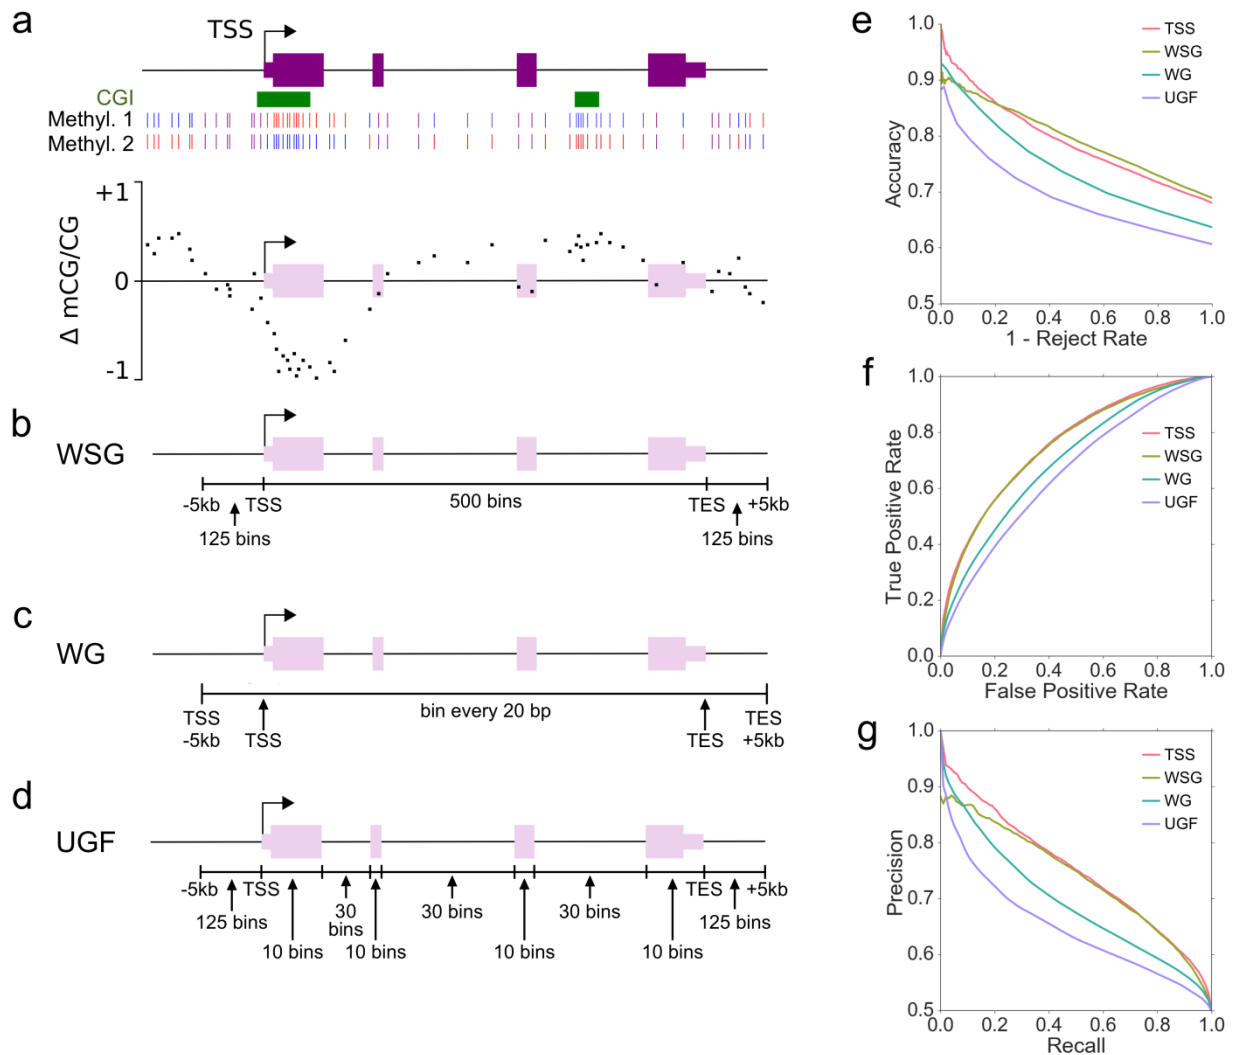 a
TSS
CGI
Methyl. 1
Methyl. 2
+1
0
-1
Δ mCG/CG
b
WSG
-5kb TSS 500 bins TES +5kb
125 bins 125 bins
c
WG
bin every 20 bp
TSS -5kb
TSS
TES
TES +5kb
d
UGF
-5kb TSS TES +5kb
125 bins 30 bins 30 bins 30 bins 125 bins
10 bins 10 bins 10 bins 10 bins
e
1.0
0.9
0.8
0.7
0.6
0.5
Accuracy
TSS
WSG
WG
UGF
0.0 0.2 0.4 0.6 0.8 1.0
1 - Reject Rate
f
1.0
0.8
0.6
0.4
0.2
0.0
True Positive Rate
TSS
WSG
WG
UGF
0.0 0.2 0.4 0.6 0.8 1.0
False Positive Rate
g
1.0
0.9
0.8
0.7
0.6
0.5
Precision
TSS
WSG
WG
UGF
0.0 0.2 0.4 0.6 0.8 1.0
Recall